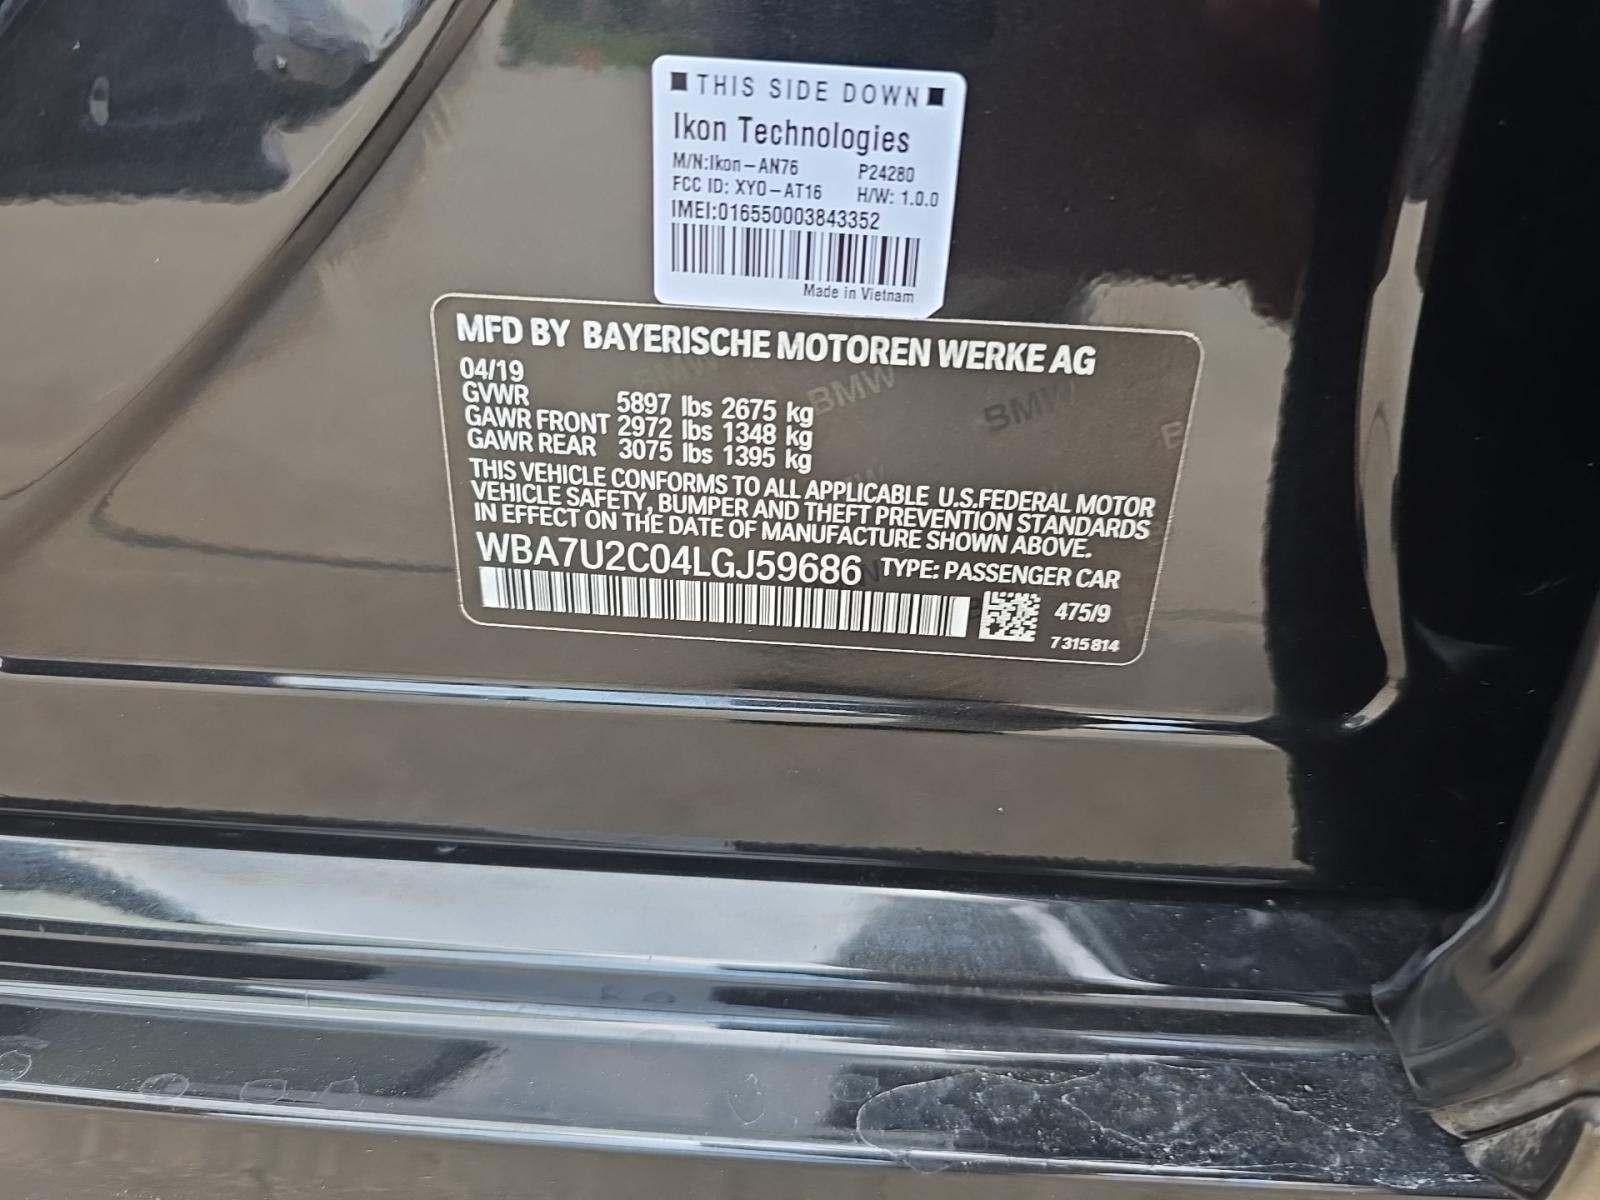 THIS SIDE DOWN
Ikon Technologies
M/N:Ikon-AN76 P24280
FCC ID: XYO-AT16 H/W: 1.0.0
IMEI:016550003843352
Made in Vietnam
MFD BY BAYERISCHE MOTOREN WERKE AG
04/19
GVWR 5897 lbs 2675 kg
GAWR FRONT 2972 lbs 1348 kg
GAWR REAR 3075 lbs 1395 kg
THIS VEHICLE CONFORMS TO ALL APPLICABLE U.S.FEDERAL MOTOR
VEHICLE SAFETY, BUMPER AND THEFT PREVENTION STANDARDS
IN EFFECT ON THE DATE OF MANUFACTURE SHOWN ABOVE.
WBA7U2C04LGJ59686 TYPE: PASSENGER CAR
475/9
7315814
BMW
BMW